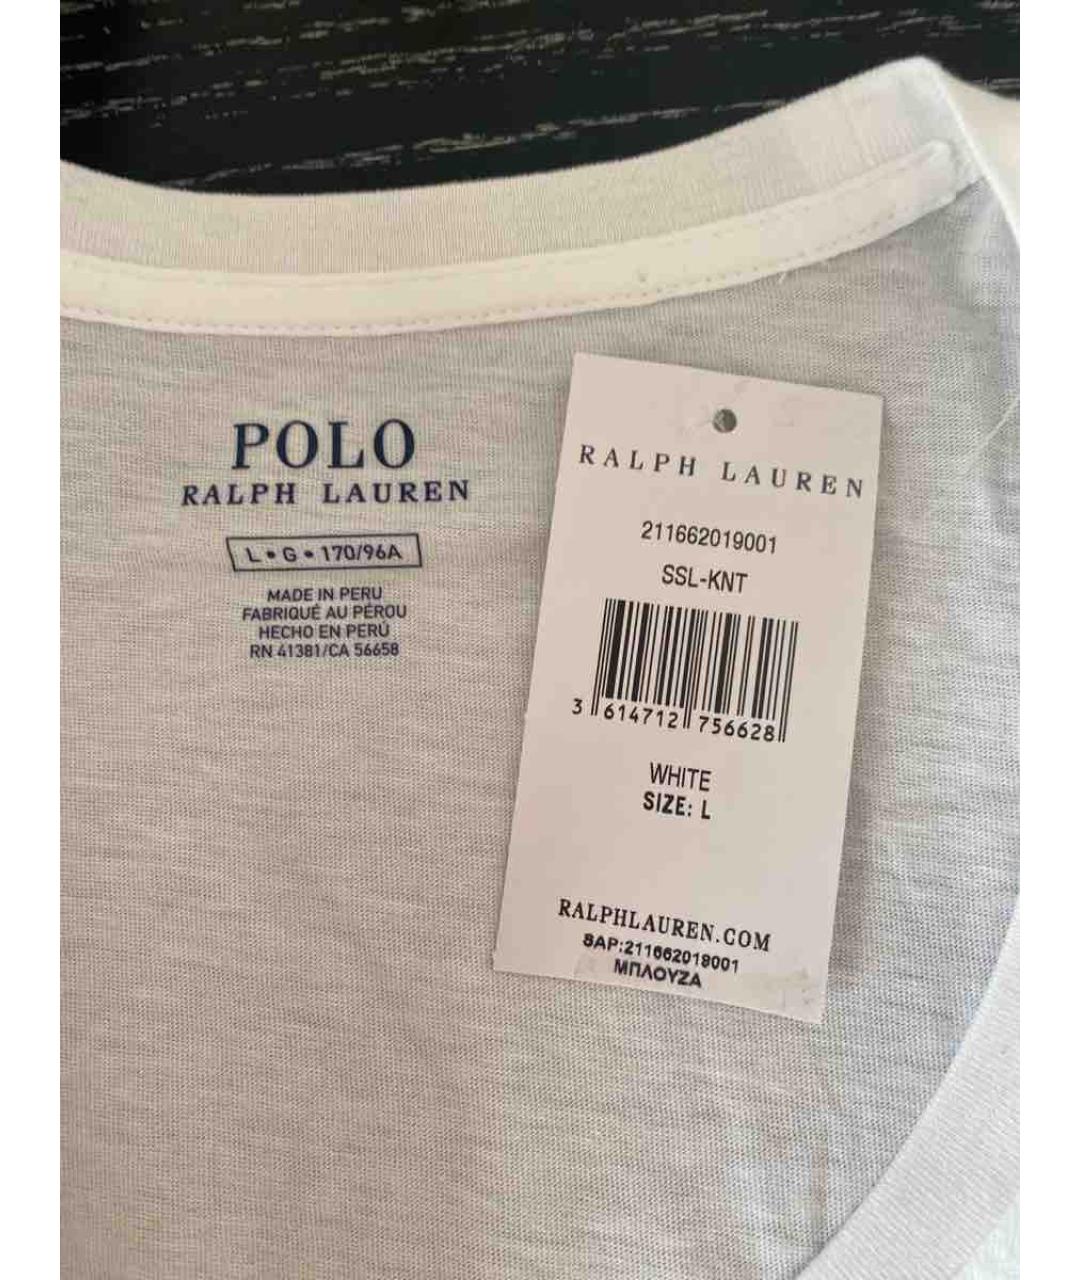 POLO
RALPH LAUREN
L • G • 170/96A
MADE IN PERU
FABRIQUÉ AU PÉROU
HECHO EN PERÚ
RN 41381/CA 56658
RALPH LAUREN
211662019001
SSL-KNT
3 614712 756628
WHITE
SIZE: L
RALPHLAUREN.COM
SAP:211662019001
ΜΠΛΟΥΖΑ